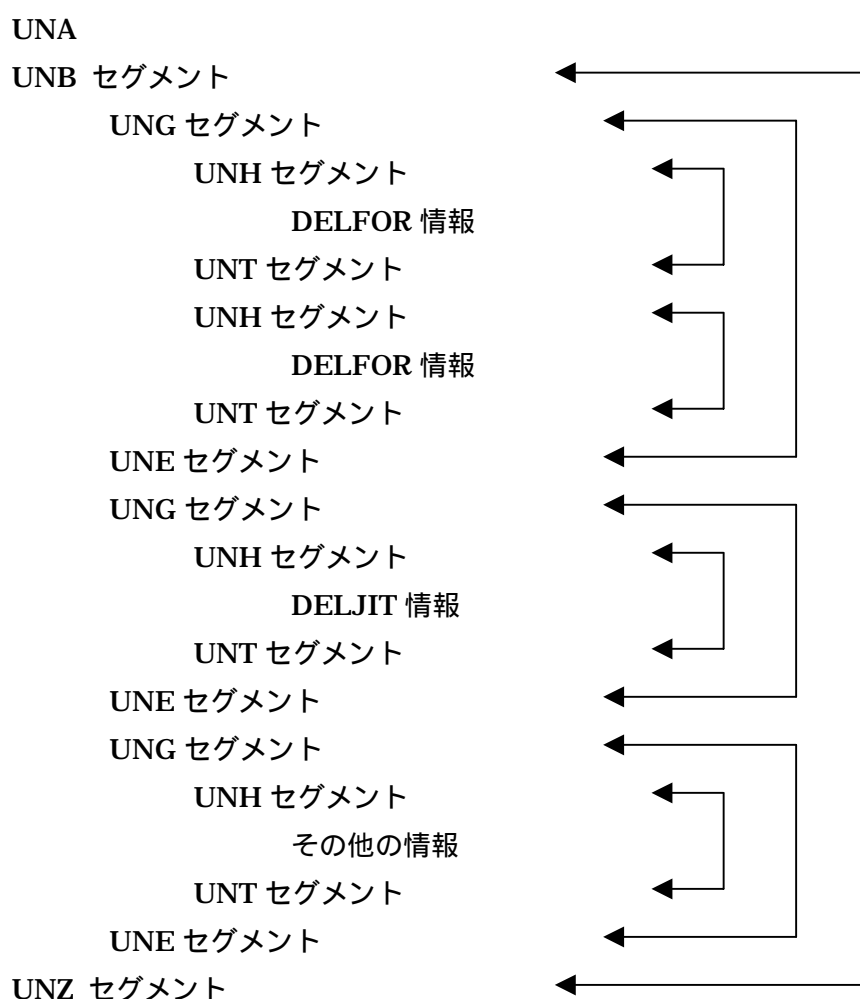 UNA
UNB セグメント
UNG セグメント
UNH セグメント
DELFOR 情報
UNT セグメント
UNH セグメント
DELFOR 情報
UNT セグメント
UNE セグメント
UNG セグメント
UNH セグメント
DELJIT 情報
UNT セグメント
UNE セグメント
UNG セグメント
UNH セグメント
その他の情報
UNT セグメント
UNE セグメント
UNZ セグメント